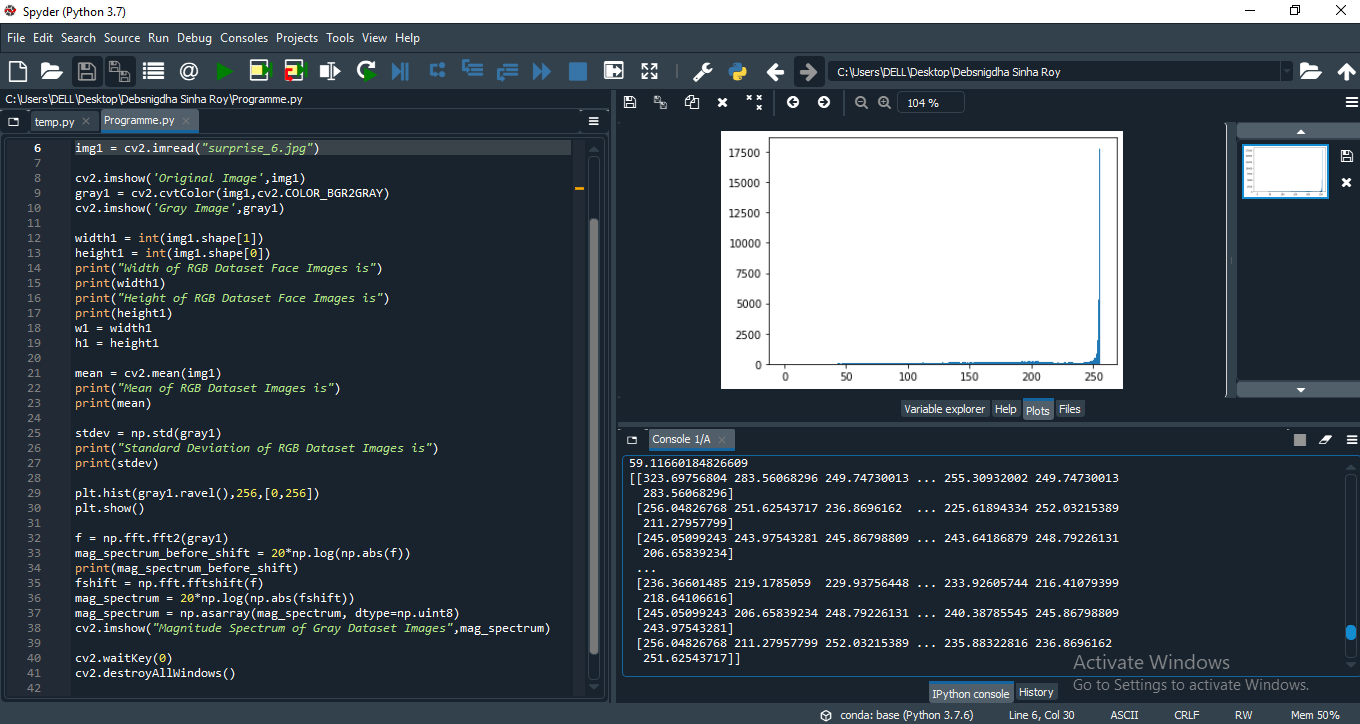 Spyder (Python 3.7)
File Edit Search Source Run Debug Consoles Projects Tools View Help
C:\Users\DELL\Desktop\Debsnigdha Sinha Roy
C:\Users\DELL\Desktop\Debsnigdha Sinha Roy\Programme.py
temp.py Programme.py
6 img1 = cv2.imread("surprise_6.jpg")
7
8 cv2.imshow('Original Image',img1)
9 gray1 = cv2.cvtColor(img1,cv2.COLOR_BGR2GRAY)
10 cv2.imshow('Gray Image',gray1)
11
12 width1 = int(img1.shape[1])
13 height1 = int(img1.shape[0])
14 print("Width of RGB Dataset Face Images is")
15 print(width1)
16 print("Height of RGB Dataset Face Images is")
17 print(height1)
18 w1 = width1
19 h1 = height1
20
21 mean = cv2.mean(img1)
22 print("Mean of RGB Dataset Images is")
23 print(mean)
24
25 stdev = np.std(gray1)
26 print("Standard Deviation of RGB Dataset Images is")
27 print(stdev)
28
29 plt.hist(gray1.ravel(),256,[0,256])
30 plt.show()
31
32 f = np.fft.fft2(gray1)
33 mag_spectrum_before_shift = 20*np.log(np.abs(f))
34 print(mag_spectrum_before_shift)
35 fshift = np.fft.fftshift(f)
36 mag_spectrum = 20*np.log(np.abs(fshift))
37 mag_spectrum = np.asarray(mag_spectrum, dtype=np.uint8)
38 cv2.imshow("Magnitude Spectrum of Gray Dataset Images",mag_spectrum)
39
40 cv2.waitKey(0)
41 cv2.destroyAllWindows()
42
104 %
17500
15000
12500
10000
7500
5000
2500
0
0 50 100 150 200 250
Variable explorer Help Plots Files
Console 1/A
59.11660184826609
[[323.69756804 283.56068296 249.74730013 ... 255.30932002 249.74730013
283.56068296]
[256.04826768 251.62543717 236.8696162 ... 225.61894334 252.03215389
211.27957799]
[245.05099243 243.97543281 245.86798809 ... 243.64186879 248.79226131
206.65839234]
...
[236.36601485 219.1785059 229.93756448 ... 233.92605744 216.41079399
218.64106616]
[245.05099243 206.65839234 248.79226131 ... 240.38785545 245.86798809
243.97543281]
[256.04826768 211.27957799 252.03215389 ... 235.88322816 236.8696162
251.62543717]]
Activate Windows
Go to Settings to activate Windows.
IPython console History
conda: base (Python 3.7.6) Line 6, Col 30 ASCII CRLF RW Mem 50%